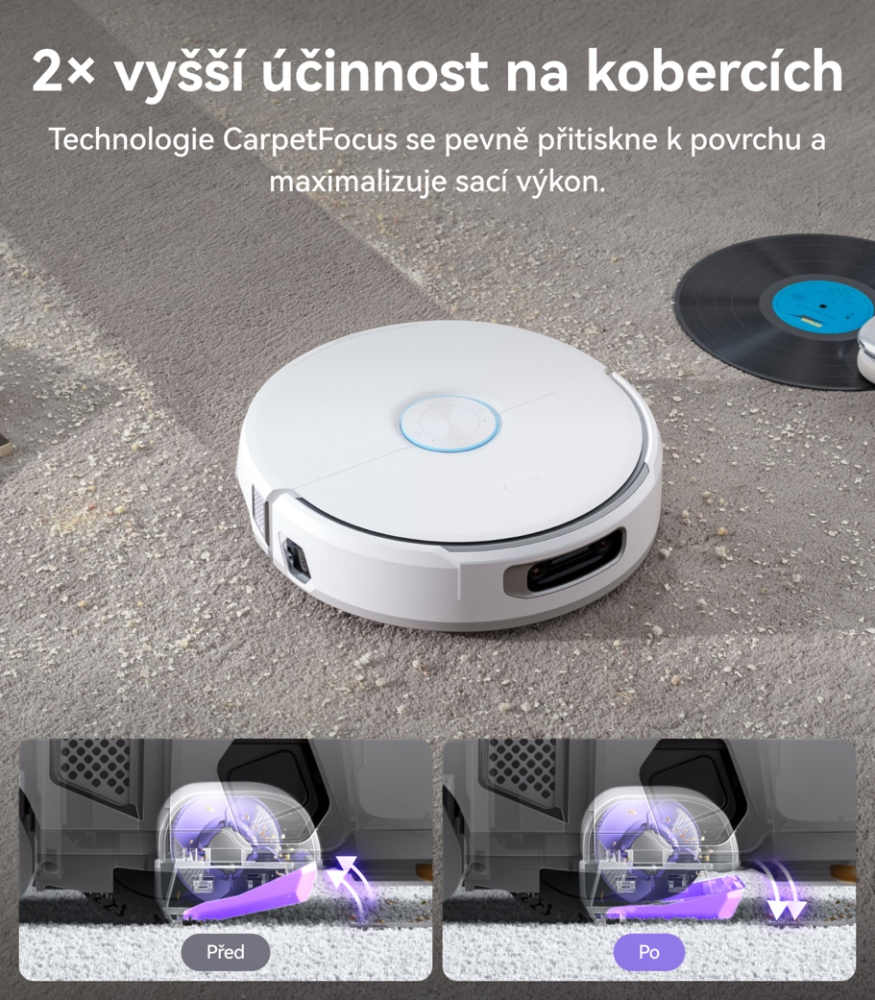 2× vyšší účinnost na kobercích
Technologie CarpetFocus se pevně přitiskne k povrchu a
maximalizuje sací výkon.
Před
Po